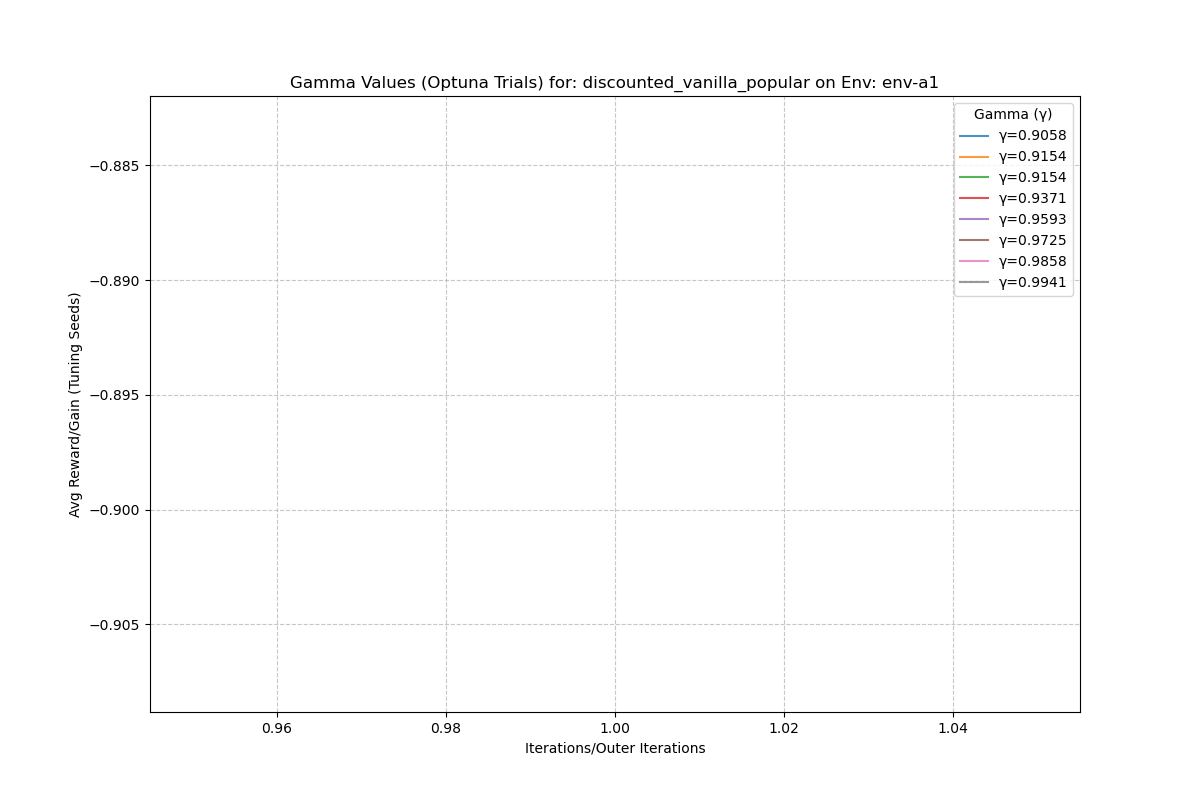 Gamma Values (Optuna Trials) for: discounted_vanilla_popular on Env: env-a1
Gamma (γ)
γ=0.9058
γ=0.9154
γ=0.9154
γ=0.9371
γ=0.9593
γ=0.9725
γ=0.9858
γ=0.9941
Avg Reward/Gain (Tuning Seeds)
−0.885
−0.890
−0.895
−0.900
−0.905
0.96
0.98
1.00
1.02
1.04
Iterations/Outer Iterations